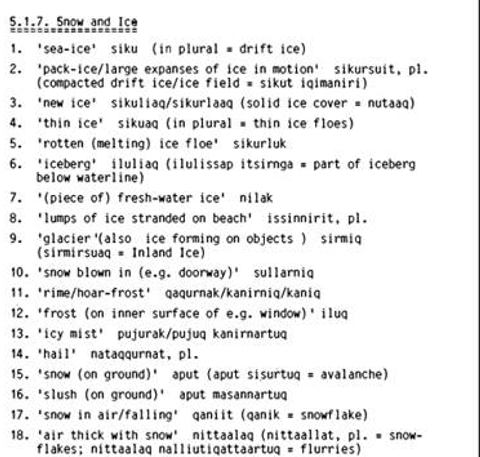 5.1.7. Snow and Ice
1. 'sea-ice' siku (in plural = drift ice)
2. 'pack-ice/large expanses of ice in motion' sikursuit, pl.
(compacted drift ice/ice field = sikut iqimaniri)
3. 'new ice' sikuliaq/sikurlaaq (solid ice cover = nutaaq)
4. 'thin ice' sikuaq (in plural = thin ice floes)
5. 'rotten (melting) ice floe' sikurluk
6. 'iceberg' iluliaq (ilulissap itsirnga = part of iceberg
below waterline)
7. '(piece of) fresh-water ice' nilak
8. 'lumps of ice stranded on beach' issinnirit, pl.
9. 'glacier'(also ice forming on objects ) sirmiq
(sirmirsuaq = Inland Ice)
10. 'snow blown in (e.g. doorway)' sullarniq
11. 'rime/hoar-frost' qaqurnak/kanirniq/kaniq
12. 'frost (on inner surface of e.g. window)' iluq
13. 'icy mist' pujurak/pujuq kanirnartuq
14. 'hail' nataqqurnat, pl.
15. 'snow (on ground)' aput (aput sisurtuq = avalanche)
16. 'slush (on ground)' aput masannartuq
17. 'snow in air/falling' qaniit (qanik = snowflake)
18. 'air thick with snow' nittaalaq (nittaallat, pl. = snow-
flakes; nittaalaq nalliutiqattaartuq = flurries)